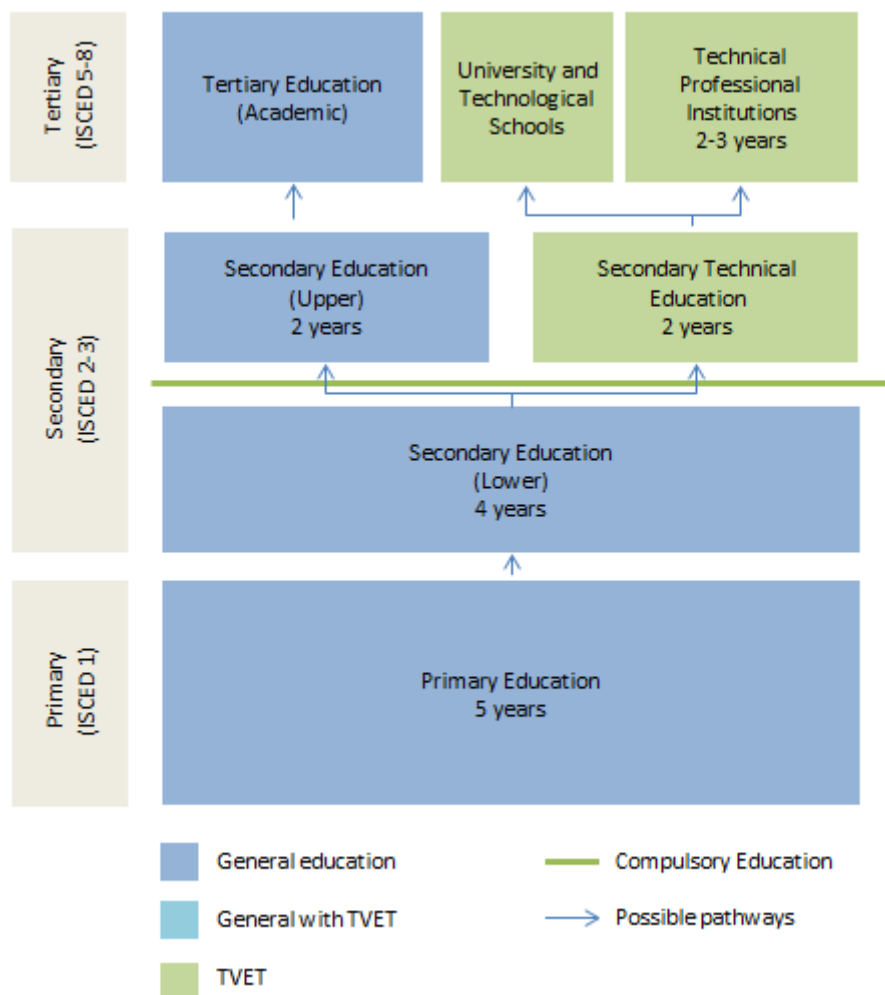 Tertiary
(ISCED 5-8)
Tertiary Education
(Academic)
University and
Technological
Schools
Technical
Professional
Institutions
2-3 years
Secondary
(ISCED 2-3)
Secondary Education
(Upper)
2 years
Secondary Technical
Education
2 years
Secondary Education
(Lower)
4 years
Primary
(ISCED 1)
Primary Education
5 years
General education
Compulsory Education
General with TVET
Possible pathways
TVET